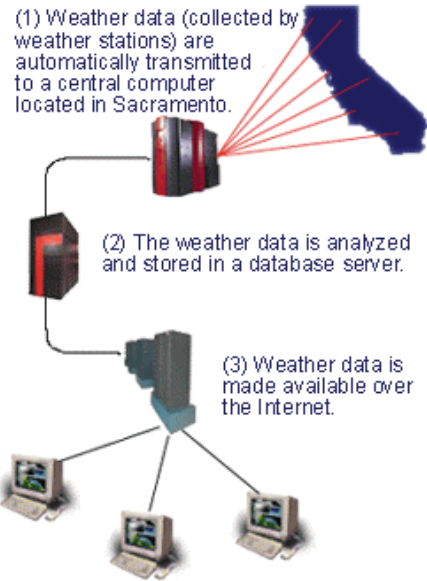 (1) Weather data (collected by
weather stations) are
automatically transmitted
to a central computer
located in Sacramento.
(2) The weather data is analyzed
and stored in a database server.
(3) Weather data is
made available over
the Internet.